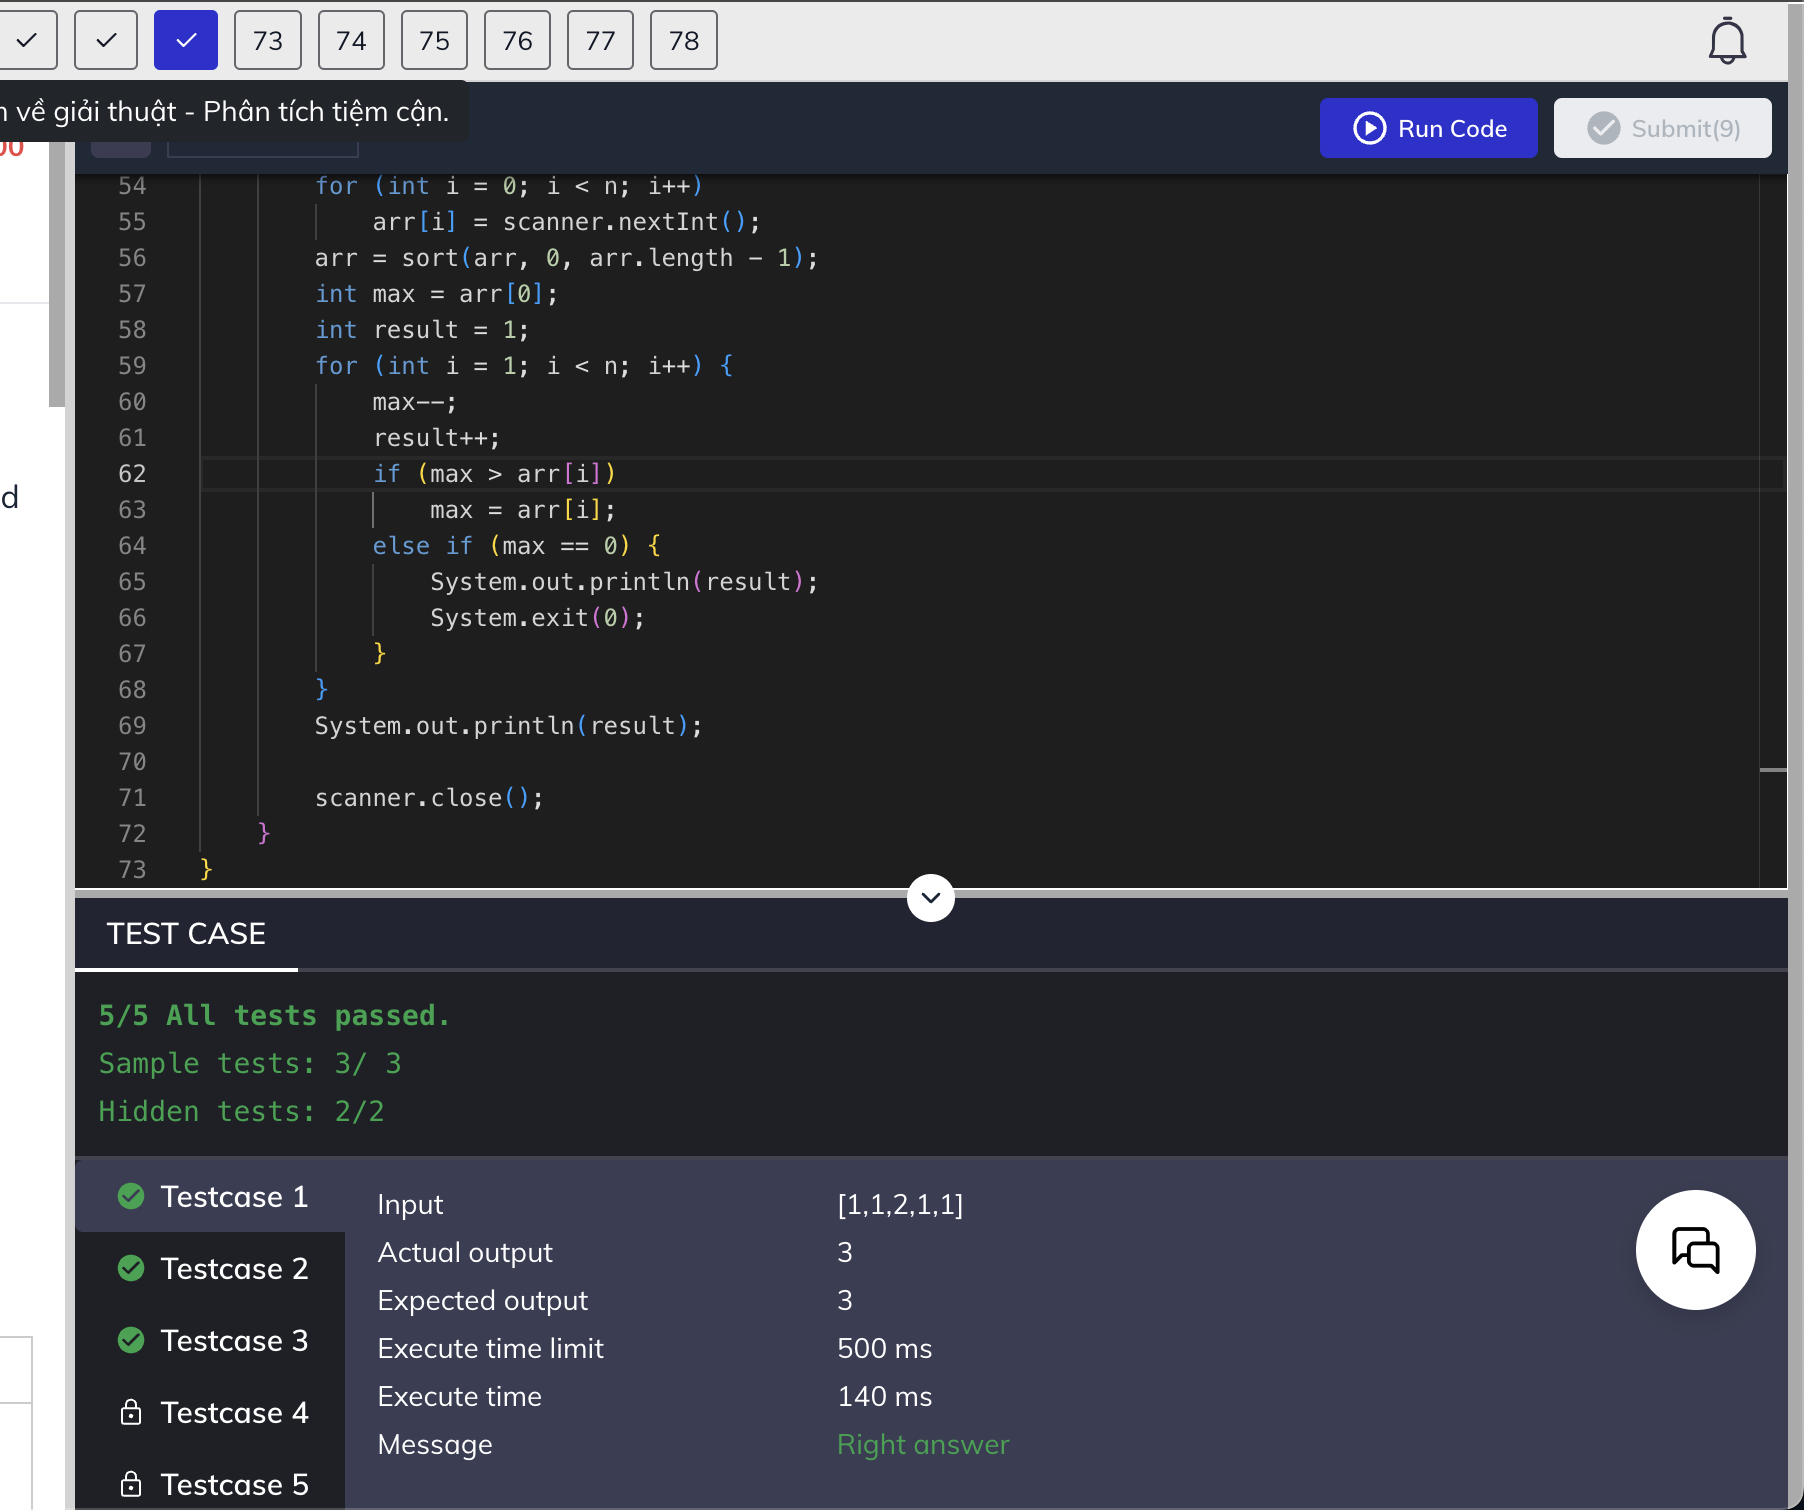 73 74 75 76 77 78
về giải thuật - Phân tích tiệm cận.
Run Code
Submit(9)
d
54 for (int i = 0; i < n; i++)
55 arr[i] = scanner.nextInt();
56 arr = sort(arr, 0, arr.length - 1);
57 int max = arr[0];
58 int result = 1;
59 for (int i = 1; i < n; i++) {
60 max--;
61 result++;
62 if (max > arr[i])
63 max = arr[i];
64 else if (max == 0) {
65 System.out.println(result);
66 System.exit(0);
67 }
68 }
69 System.out.println(result);
70
71 scanner.close();
72 }
73 }
TEST CASE
5/5 All tests passed.
Sample tests: 3/ 3
Hidden tests: 2/2
Testcase 1
Testcase 2
Testcase 3
Testcase 4
Testcase 5
Input [1,1,2,1,1]
Actual output 3
Expected output 3
Execute time limit 500 ms
Execute time 140 ms
Message Right answer